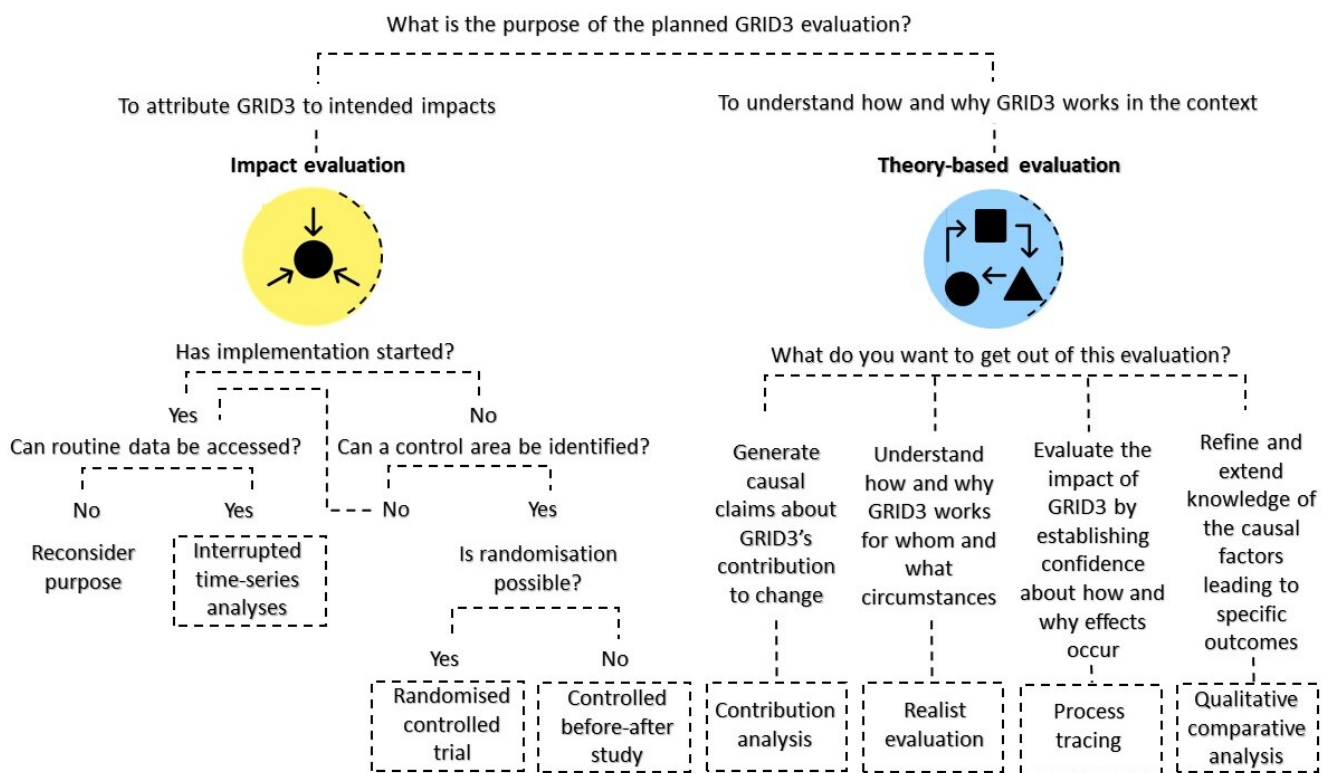 What is the purpose of the planned GRID3 evaluation?
To attribute GRID3 to intended impacts
To understand how and why GRID3 works in the context
Impact evaluation
Theory-based evaluation
Has implementation started?
What do you want to get out of this evaluation?
Yes
No
Can routine data be accessed?
Can a control area be identified?
No
Yes
No
Yes
Reconsider
purpose
Interrupted
time-series
analyses
Is randomisation
possible?
Yes
No
Randomised
controlled
trial
Controlled
before-after
study
Generate
causal
claims about
GRID3's
contribution
to change
Understand
how and why
GRID3 works
for whom and
what
circumstances
Evaluate the
impact of
GRID3 by
establishing
confidence
about how and
why effects
occur
Refine and
extend
knowledge of
the causal
factors
leading to
specific
outcomes
Contribution
analysis
Realist
evaluation
Process
tracing
Qualitative
comparative
analysis